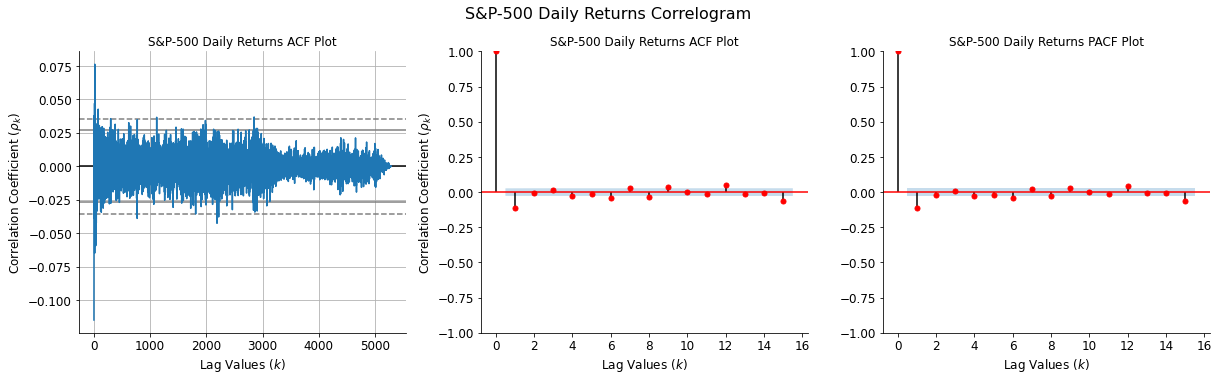 S&P-500 Daily Returns Correlogram
S&P-500 Daily Returns ACF Plot
0.075
0.050
0.025
0.000
−0.025
−0.050
−0.075
−0.100
Correlation Coefficient (ρk)
0 1000 2000 3000 4000 5000
Lag Values (k)
S&P-500 Daily Returns ACF Plot
1.00
0.75
0.50
0.25
0.00
−0.25
−0.50
−0.75
−1.00
Correlation Coefficient (ρk)
0 2 4 6 8 10 12 14 16
Lag Values (k)
S&P-500 Daily Returns PACF Plot
1.00
0.75
0.50
0.25
0.00
−0.25
−0.50
−0.75
−1.00
0 2 4 6 8 10 12 14 16
Lag Values (k)